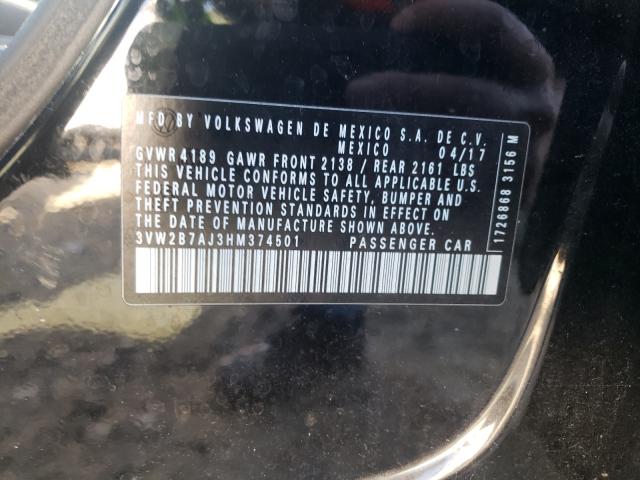 MFD BY VOLKSWAGEN DE MEXICO S.A. DE C.V.
MEXICO 04/17
GVWR 4189 GAWR FRONT 2138 / REAR 2161 LBS
THIS VEHICLE CONFORMS TO ALL APPLICABLE U.S.
FEDERAL MOTOR VEHICLE SAFETY, BUMPER AND
THEFT PREVENTION STANDARDS IN EFFECT ON
THE DATE OF MANUFACTURE SHOWN ABOVE.
3VW2B7AJ3HM374501 PASSENGER CAR
1726868 3156 M